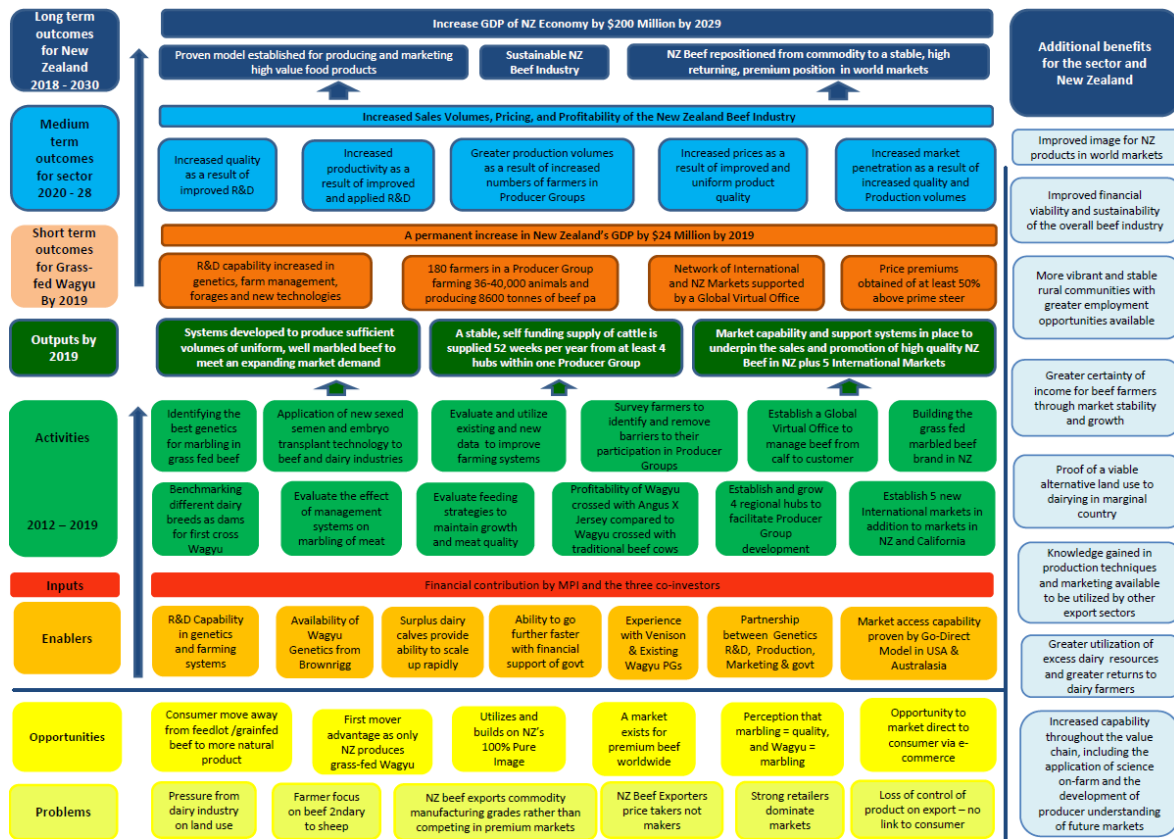 Long term
outcomes
for New
Zealand
2018 - 2030
Increase GDP of NZ Economy by $200 Million by 2029
Proven model established for producing and marketing
high value food products
Sustainable NZ
Beef Industry
NZ Beef repositioned from commodity to a stable, high
returning, premium position in world markets
Medium
term
outcomes
for sector
2020 - 28
Increased Sales Volumes, Pricing, and Profitability of the New Zealand Beef Industry
Increased quality
as a result of
improved R&D
Increased
productivity as a
result of improved
and applied R&D
Greater production volumes
as a result of increased
numbers of farmers in
Producer Groups
Increased prices as a
result of improved and
uniform product
quality
Increased market
penetration as a result of
increased quality and
Production volumes
Short term
outcomes
for Grass-
fed Wagyu
By 2019
A permanent increase in New Zealand's GDP by $24 Million by 2019
R&D capability increased in
genetics, farm management,
forages and new technologies
180 farmers in a Producer Group
farming 36-40,000 animals and
producing 8600 tonnes of beef pa
Network of International
and NZ Markets supported
by a Global Virtual Office
Price premiums
obtained of at least 50%
above prime steer
Outputs by
2019
Systems developed to produce sufficient
volumes of uniform, well marbled beef to
meet an expanding market demand
A stable, self funding supply of cattle is
supplied 52 weeks per year from at least 4
hubs within one Producer Group
Market capability and support systems in place to
underpin the sales and promotion of high quality NZ
Beef in NZ plus 5 International Markets
Activities
2012 – 2019
Identifying the
best genetics
for marbling in
grass fed beef
Application of new sexed
semen and embryo
transplant technology to
beef and dairy industries
Evaluate and utilize
existing and new
data to improve
farming systems
Survey farmers to
identify and remove
barriers to their
participation in Producer
Groups
Establish a Global
Virtual Office to
manage beef from
calf to customer
Building the
grass fed
marbled beef
brand in NZ
Benchmarking
different dairy
breeds as dams
for first cross
Wagyu
Evaluate the effect
of management
systems on
marbling of meat
Evaluate feeding
strategies to
maintain growth
and meat quality
Profitability of Wagyu
crossed with Angus X
Jersey compared to
Wagyu crossed with
traditional beef cows
Establish and grow
4 regional hubs to
facilitate Producer
Group
development
Establish 5 new
International markets in
addition to markets in
NZ and California
Inputs
Financial contribution by MPI and the three co-investors
Enablers
R&D Capability
in genetics
and farming
systems
Availability of
Wagyu
Genetics from
Brownrigg
Surplus dairy
calves provide
ability to scale
up rapidly
Ability to go
further faster
with financial
support of govt
Experience
with Venison
& Existing
Wagyu PGs
Partnership
between Genetics
R&D, Production,
Marketing & govt
Market access capability
proven by Go-Direct
Model in USA &
Australasia
Opportunities
Consumer move away
from feedlot /grainfed
beef to more natural
product
First mover
advantage as only
NZ produces
grass-fed Wagyu
Utilizes and
builds on NZ's
100% Pure
Image
A market
exists for
premium beef
worldwide
Perception that
marbling = quality,
and Wagyu =
marbling
Opportunity to
market direct to
consumer via e-
commerce
Problems
Pressure from
dairy industry
on land use
Farmer focus
on beef 2ndary
to sheep
NZ beef exports commodity
manufacturing grades rather than
competing in premium markets
NZ Beef Exporters
price takers not
makers
Strong retailers
dominate
markets
Loss of control of
product on export – no
link to consumer
Additional benefits
for the sector and
New Zealand
Improved image for NZ
products in world markets
Improved financial
viability and sustainability
of the overall beef industry
More vibrant and stable
rural communities with
greater employment
opportunities available
Greater certainty of
income for beef farmers
through market stability
and growth
Proof of a viable
alternative land use to
dairying in marginal
country
Knowledge gained in
production techniques
and marketing available
to be utilized by other
export sectors
Greater utilization of
excess dairy resources
and greater returns to
dairy farmers
Increased capability
throughout the value
chain, including the
application of science
on-farm and the
development of
producer understanding
of future markets